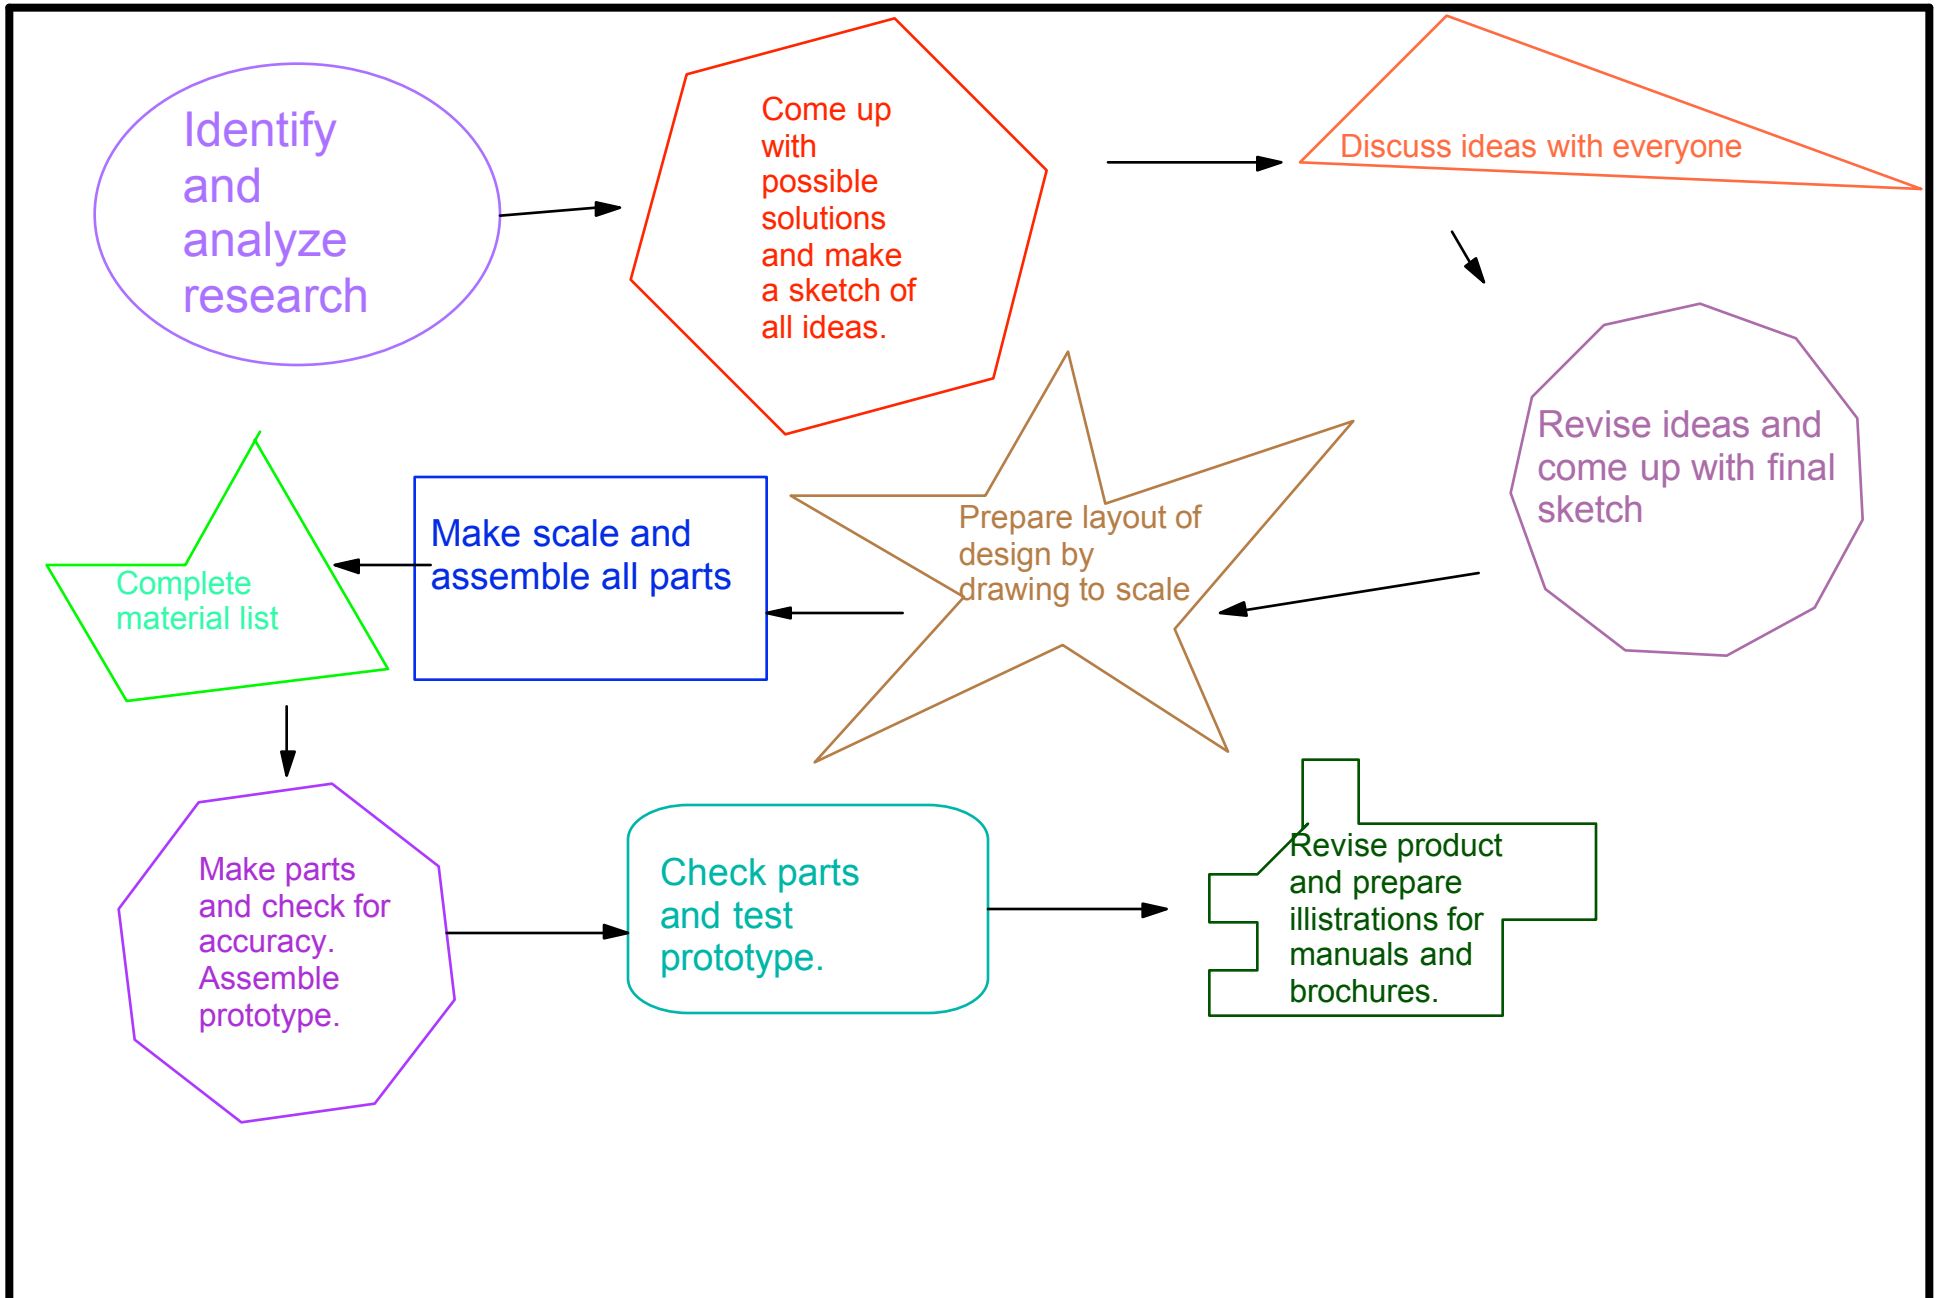 Identify
and
analyze
research
Come up
with
possible
solutions
and make
a sketch of
all ideas.
Discuss ideas with everyone
Revise ideas and
come up with final
sketch
Prepare layout of
design by
drawing to scale
Make scale and
assemble all parts
Complete
material list
Make parts
and check for
accuracy.
Assemble
prototype.
Check parts
and test
prototype.
Revise product
and prepare
illistrations for
manuals and
brochures.